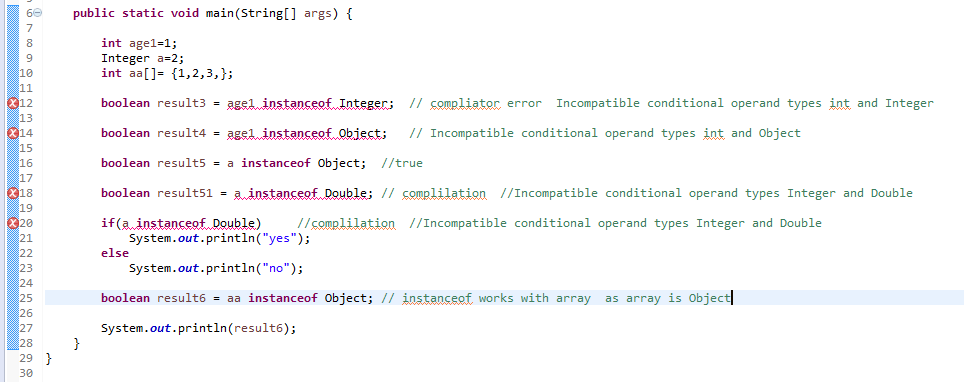 6 public static void main(String[] args) {
7
8 int age1=1;
9 Integer a=2;
10 int aa[]= {1,2,3,};
11
12 boolean result3 = age1 instanceof Integer; // compliator error Incompatible conditional operand types int and Integer
13
14 boolean result4 = age1 instanceof Object; // Incompatible conditional operand types int and Object
15
16 boolean result5 = a instanceof Object; //true
17
18 boolean result51 = a instanceof Double; // complilation //Incompatible conditional operand types Integer and Double
19
20 if(a instanceof Double) //complilation //Incompatible conditional operand types Integer and Double
21 System.out.println("yes");
22 else
23 System.out.println("no");
24
25 boolean result6 = aa instanceof Object; // instanceof works with array as array is Object
26
27 System.out.println(result6);
28 }
29 }
30